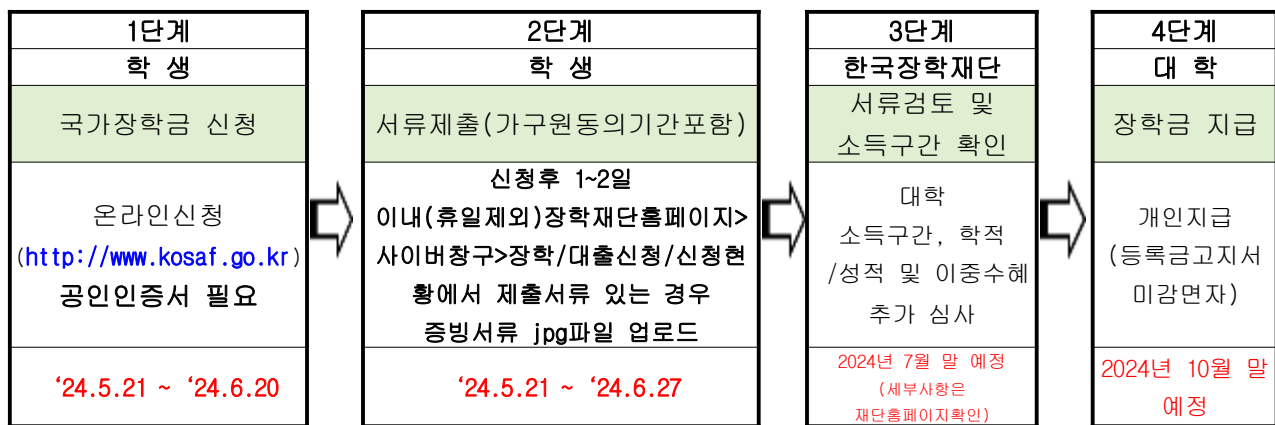 1단계
학 생
국가장학금 신청
온라인신청
(http://www.kosaf.go.kr)
공인인증서 필요
‘24.5.21 ~ ‘24.6.20
2단계
학 생
서류제출(가구원동의기간포함)
신청후 1~2일
이내(휴일제외)장학재단홈페이지>
사이버창구>장학/대출신청/신청현
황에서 제출서류 있는 경우
증빙서류 jpg파일 업로드
‘24.5.21 ~ ‘24.6.27
3단계
한국장학재단
서류검토 및
소득구간 확인
대학
소득구간, 학적
/성적 및 이중수혜
추가 심사
2024년 7월 말 예정
(세부사항은
재단홈페이지확인)
4단계
대 학
장학금 지급
개인지급
(등록금고지서
미감면자)
2024년 10월 말
예정